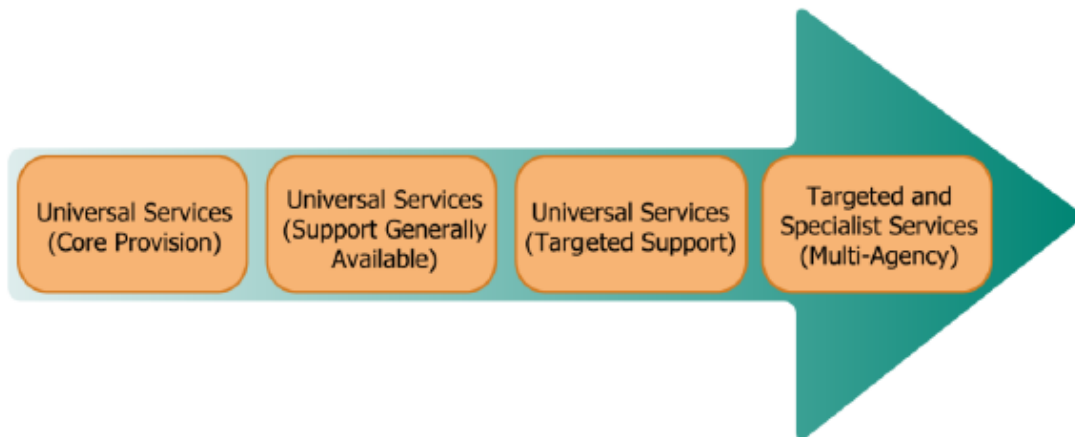 Universal Services
(Core Provision)
Universal Services
(Support Generally
Available)
Universal Services
(Targeted Support)
Targeted and
Specialist Services
(Multi-Agency)